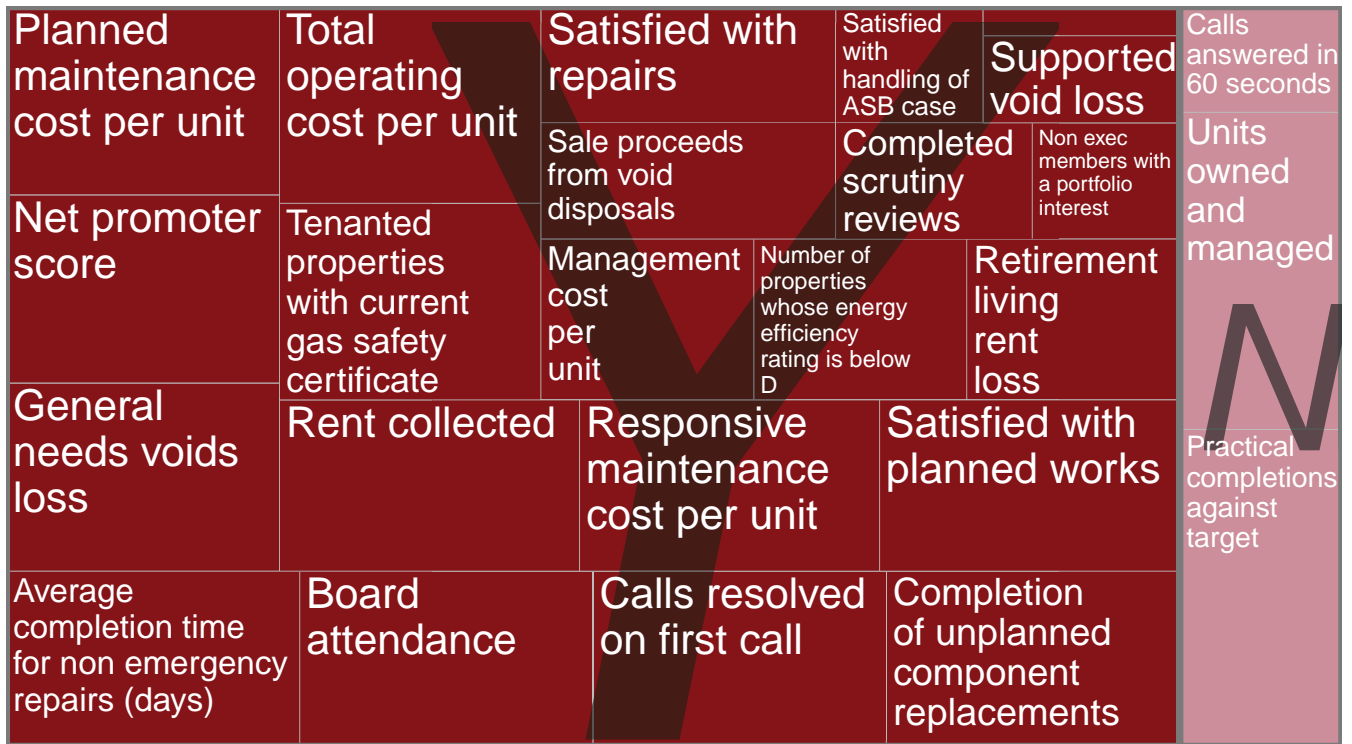 Planned
maintenance
cost per unit
Total
operating
cost per unit
Satisfied with
repairs
Satisfied
with
handling of
ASB case
Supported
void loss
Calls
answered in
60 seconds
Sale proceeds
from void
disposals
Completed
scrutiny
reviews
Non exec
members with
a portfolio
interest
Units
owned
and
managed
Net promoter
score
Tenanted
properties
with current
gas safety
certificate
Management
cost
per
unit
Number of
properties
whose energy
efficiency
rating is below
D
Retirement
living
rent
loss
General
needs voids
loss
Rent collected
Responsive
maintenance
cost per unit
Satisfied with
planned works
Practical
completions
against
target
Average
completion time
for non emergency
repairs (days)
Board
attendance
Calls resolved
on first call
Completion
of unplanned
component
replacements
Y
N